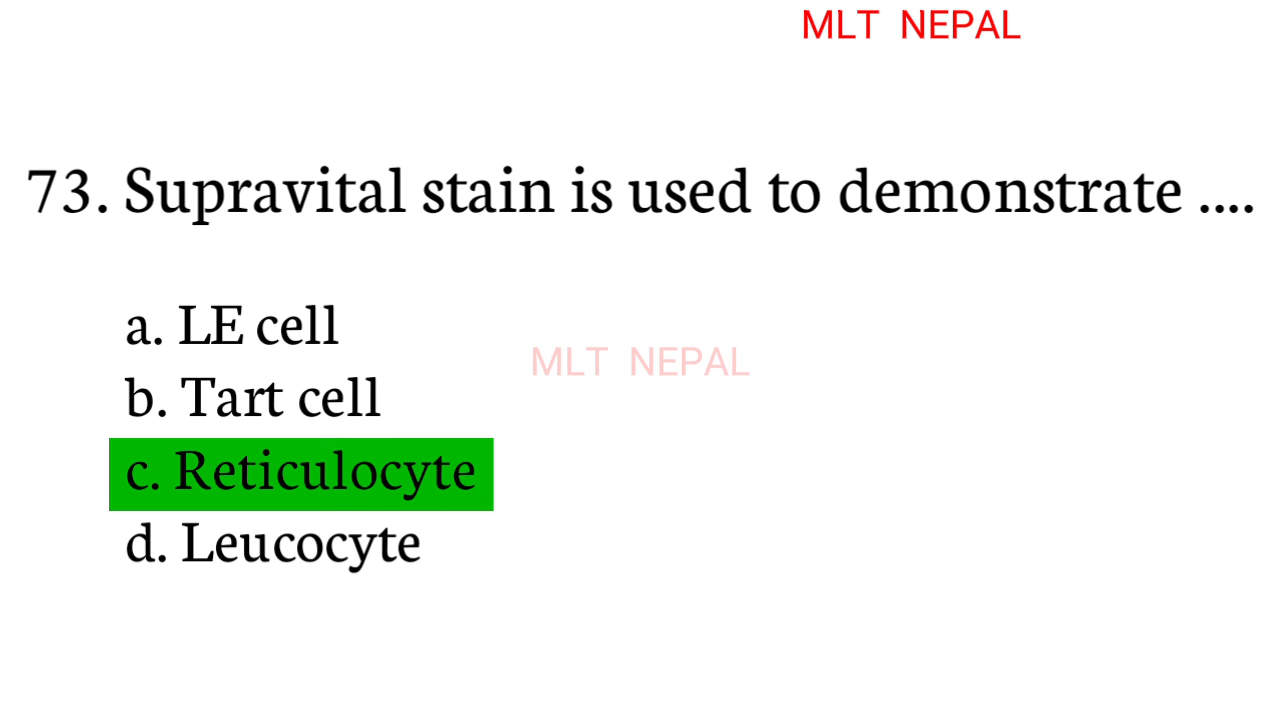 MLT NEPAL
73. Supravital stain is used to demonstrate ....
a. LE cell
MLT NEPAL
b. Tart cell
c. Reticulocyte
d. Leucocyte